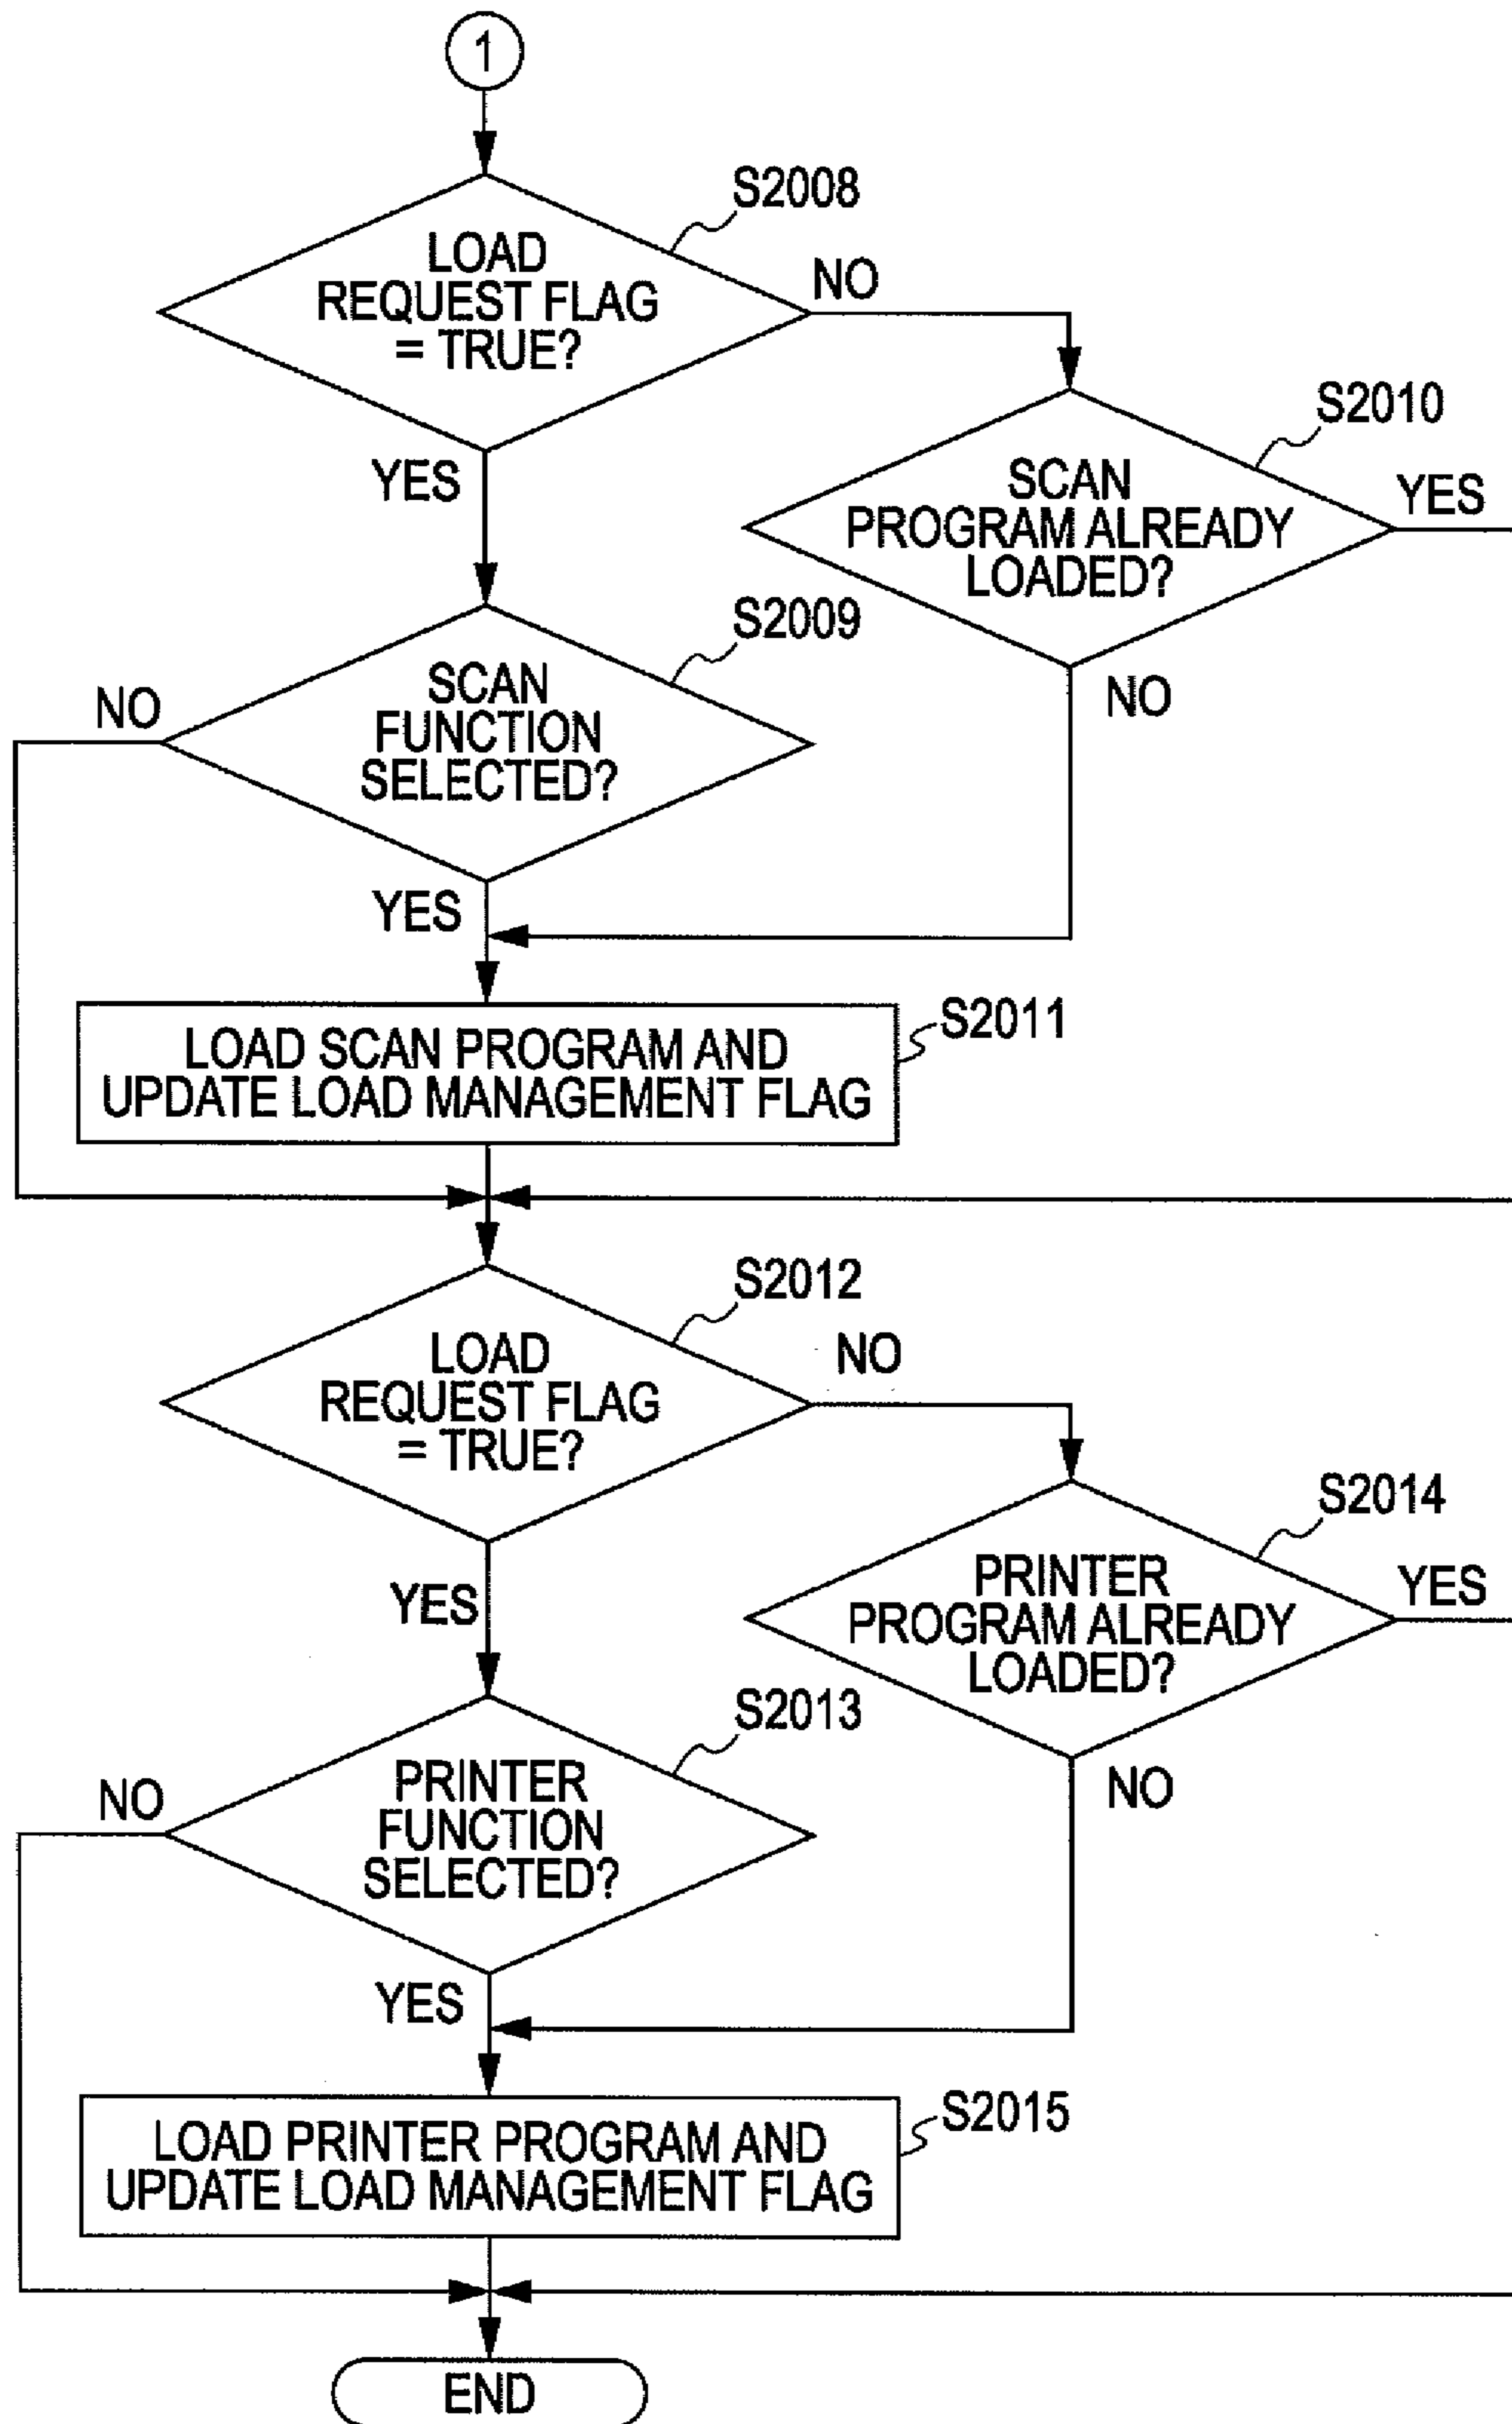 1
S2008
LOAD
REQUEST FLAG
= TRUE?
NO
YES
S2010
SCAN
PROGRAM ALREADY
LOADED?
YES
NO
S2009
SCAN
FUNCTION
SELECTED?
NO
YES
S2011
LOAD SCAN PROGRAM AND
UPDATE LOAD MANAGEMENT FLAG
S2012
LOAD
REQUEST FLAG
= TRUE?
NO
YES
S2014
PRINTER
PROGRAM ALREADY
LOADED?
YES
NO
S2013
PRINTER
FUNCTION
SELECTED?
NO
YES
S2015
LOAD PRINTER PROGRAM AND
UPDATE LOAD MANAGEMENT FLAG
END